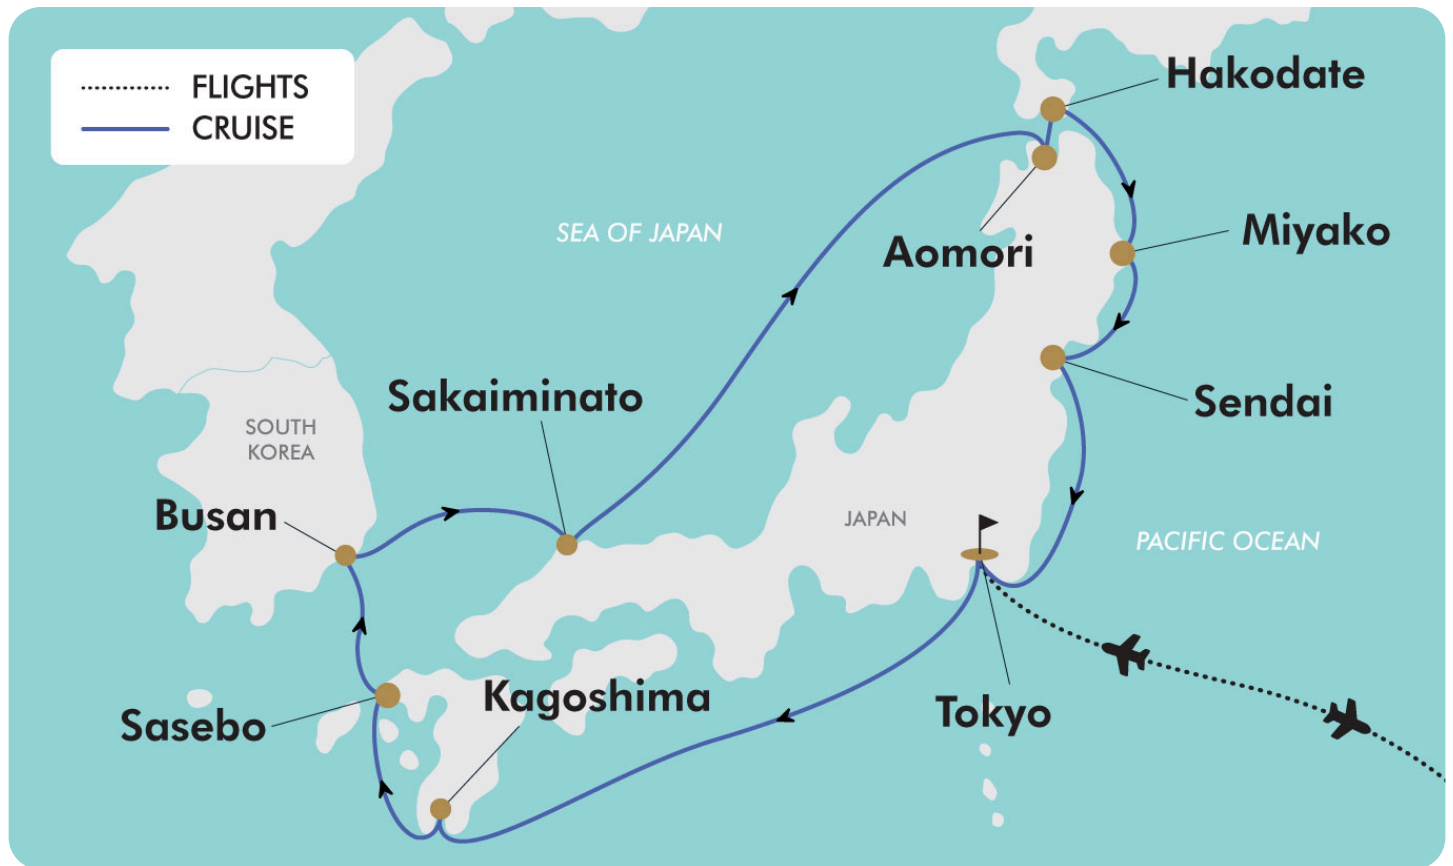 FLIGHTS
CRUISE
Hakodate
SEA OF JAPAN
Aomori
Miyako
Sakaiminato
Sendai
SOUTH
KOREA
Busan
JAPAN
PACIFIC OCEAN
Kagoshima
Sasebo
Tokyo